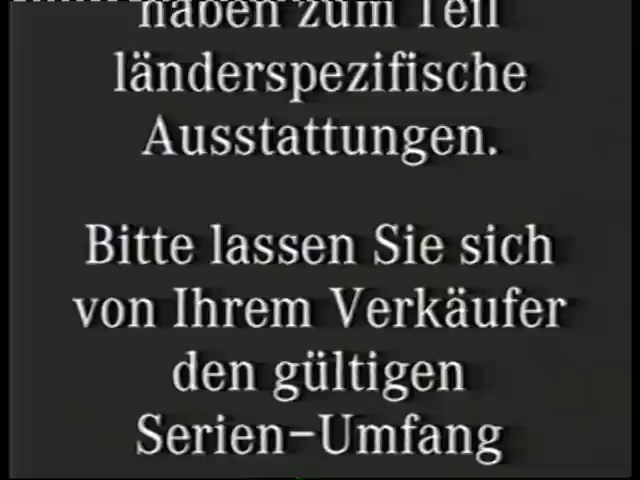 haben zum Teil
länderspezifische
Ausstattungen.
Bitte lassen Sie sich
von Ihrem Verkäufer
den gültigen
Serien-Umfang